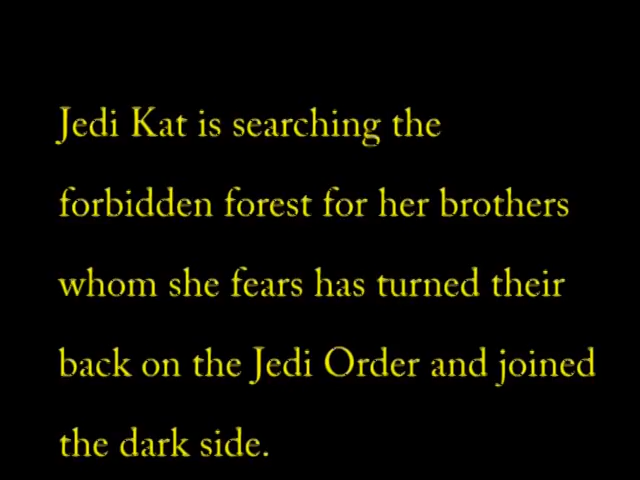 Jedi Kat is searching the
forbidden forest for her brothers
whom she fears has turned their
back on the Jedi Order and joined
the dark side.